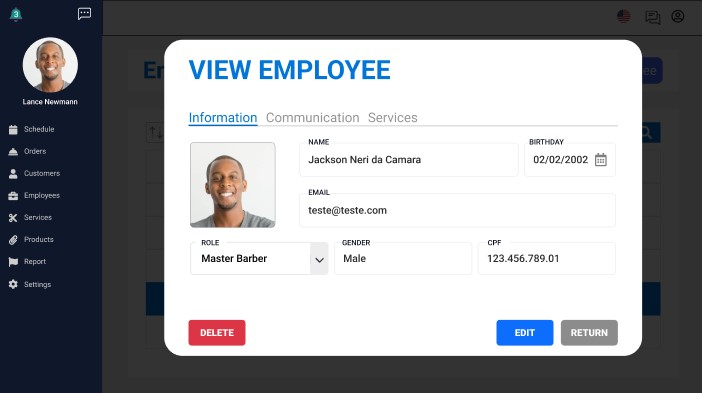 3
Lance Newmann
Schedule
Orders
Customers
Employees
Services
Products
Report
Settings
VIEW EMPLOYEE
Information Communication Services
NAME
Jackson Neri da Camara
BIRTHDAY
02/02/2002
EMAIL
teste@teste.com
ROLE
Master Barber
GENDER
Male
CPF
123.456.789.01
DELETE
EDIT
RETURN